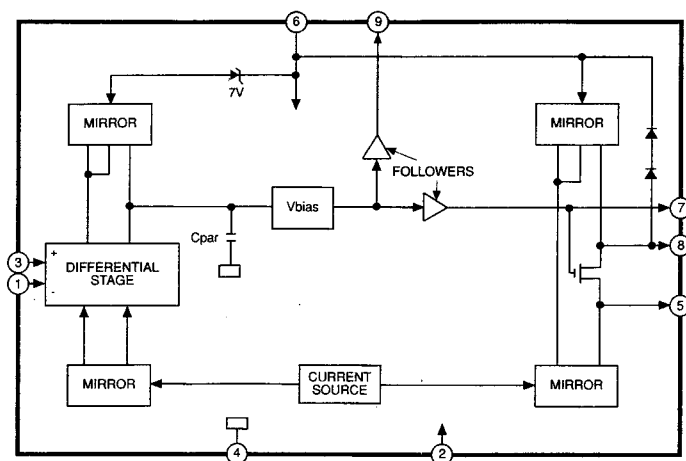 6
9
7V
MIRROR
MIRROR
FOLLOWERS
Vbias
7
Cpar
8
3
+
DIFFERENTIAL
STAGE
1
-
5
MIRROR
CURRENT
SOURCE
MIRROR
4
2